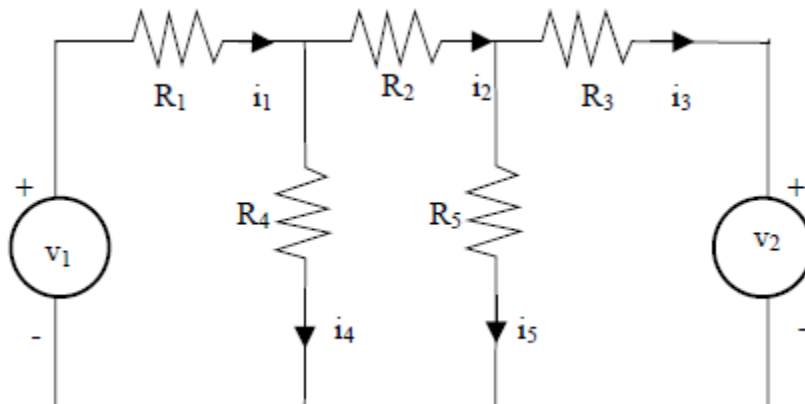 R₁ i₁ R₂ i₂ R₃ i₃
+ +
R₄ R₅
v₁ v₂
- i₄ i₅ -